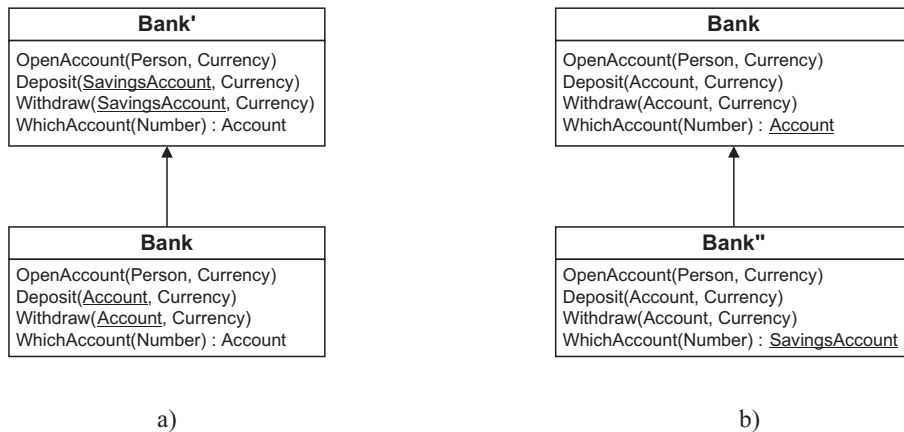 Bank'
OpenAccount(Person, Currency)
Deposit(SavingsAccount, Currency)
Withdraw(SavingsAccount, Currency)
WhichAccount(Number) : Account
Bank
OpenAccount(Person, Currency)
Deposit(Account, Currency)
Withdraw(Account, Currency)
WhichAccount(Number) : Account
a)
Bank
OpenAccount(Person, Currency)
Deposit(Account, Currency)
Withdraw(Account, Currency)
WhichAccount(Number) : Account
Bank"
OpenAccount(Person, Currency)
Deposit(Account, Currency)
Withdraw(Account, Currency)
WhichAccount(Number) : SavingsAccount
b)